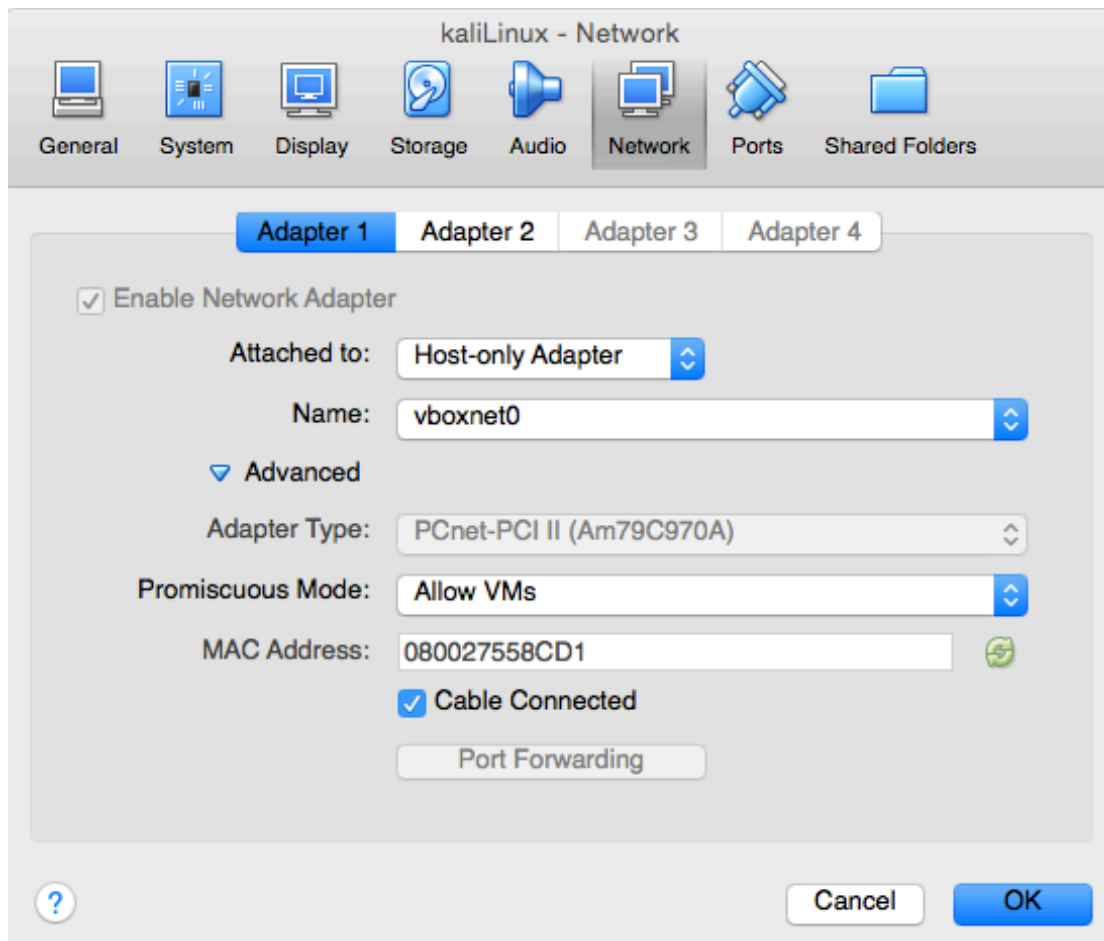 kaliLinux - Network
General System Display Storage Audio Network Ports Shared Folders
Adapter 1 Adapter 2 Adapter 3 Adapter 4
Enable Network Adapter
Attached to: Host-only Adapter
Name: vboxnet0
Advanced
Adapter Type: PCnet-PCI II (Am79C970A)
Promiscuous Mode: Allow VMs
MAC Address: 080027558CD1
Cable Connected
Port Forwarding
? Cancel OK